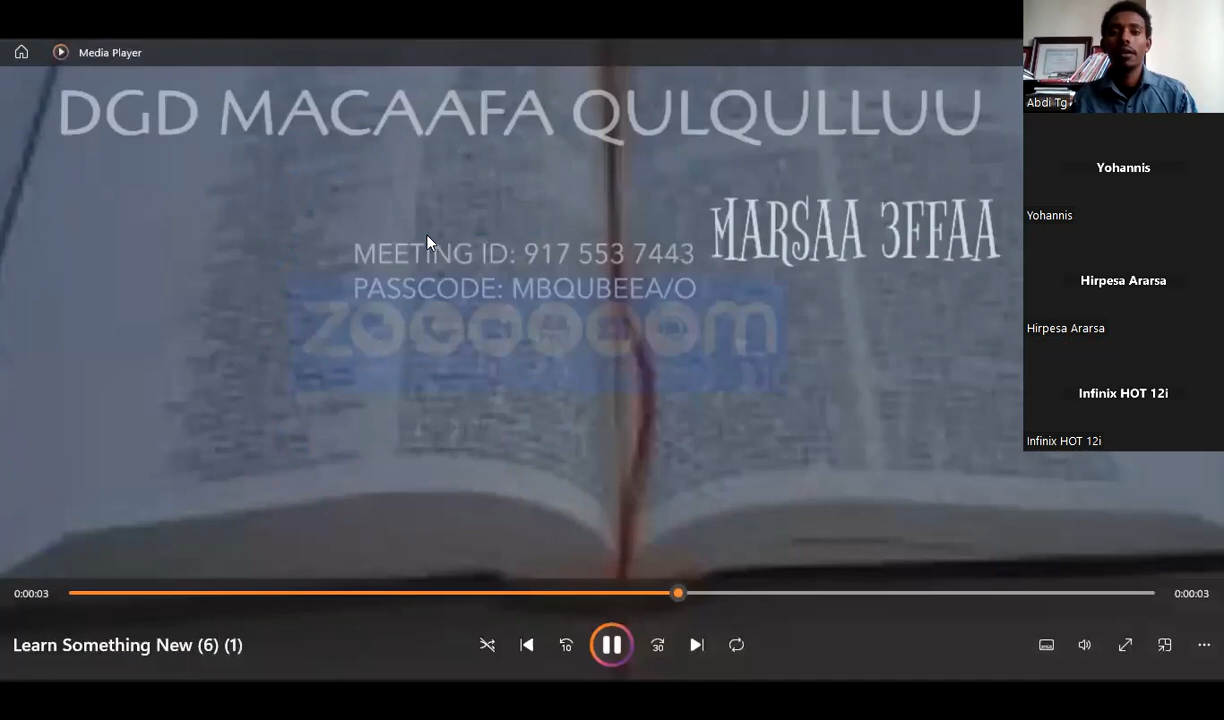 Media Player
DGD MACAAFA QULQULLUU
MARSAA 3FFAA
MEETING ID: 917 553 7443
PASSCODE: MBQUBEEA/O
zoooooom
Abdi Tg
Yohannis
Yohannis
Hirpesa Ararsa
Hirpesa Ararsa
Infinix HOT 12i
Infinix HOT 12i
0:00:03
0:00:03
Learn Something New (6) (1)
10
30